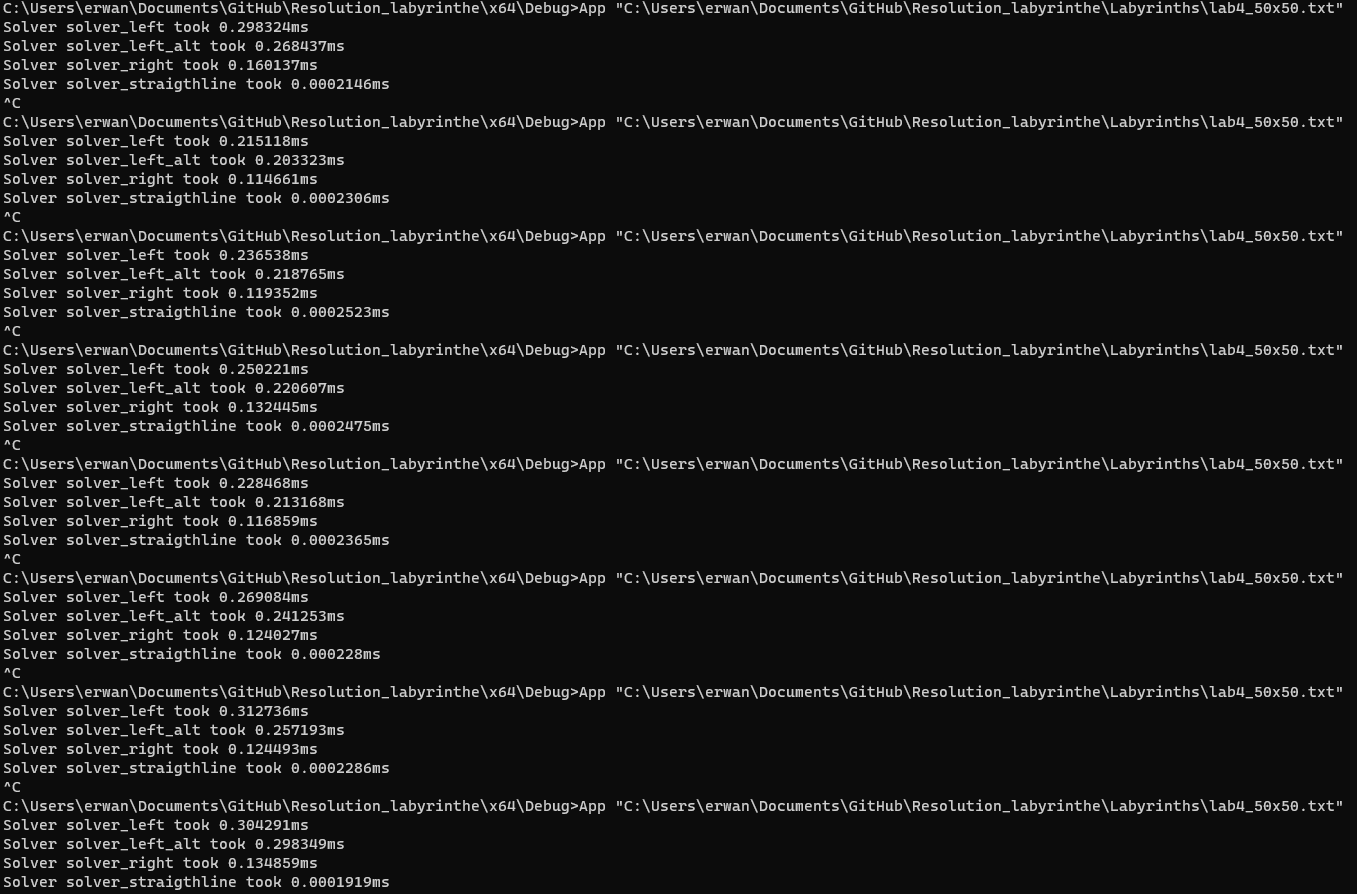 C:\Users\erwan\Documents\GitHub\Resolution_labyrinthe\x64\Debug>App "C:\Users\erwan\Documents\GitHub\Resolution_labyrinthe\Labyrinths\lab4_50x50.txt"
Solver solver_left took 0.298324ms
Solver solver_left_alt took 0.268437ms
Solver solver_right took 0.160137ms
Solver solver_straigthline took 0.0002146ms
^C
C:\Users\erwan\Documents\GitHub\Resolution_labyrinthe\x64\Debug>App "C:\Users\erwan\Documents\GitHub\Resolution_labyrinthe\Labyrinths\lab4_50x50.txt"
Solver solver_left took 0.215118ms
Solver solver_left_alt took 0.203323ms
Solver solver_right took 0.114661ms
Solver solver_straigthline took 0.0002306ms
^C
C:\Users\erwan\Documents\GitHub\Resolution_labyrinthe\x64\Debug>App "C:\Users\erwan\Documents\GitHub\Resolution_labyrinthe\Labyrinths\lab4_50x50.txt"
Solver solver_left took 0.236538ms
Solver solver_left_alt took 0.218765ms
Solver solver_right took 0.119352ms
Solver solver_straigthline took 0.0002523ms
^C
C:\Users\erwan\Documents\GitHub\Resolution_labyrinthe\x64\Debug>App "C:\Users\erwan\Documents\GitHub\Resolution_labyrinthe\Labyrinths\lab4_50x50.txt"
Solver solver_left took 0.250221ms
Solver solver_left_alt took 0.220607ms
Solver solver_right took 0.132445ms
Solver solver_straigthline took 0.0002475ms
^C
C:\Users\erwan\Documents\GitHub\Resolution_labyrinthe\x64\Debug>App "C:\Users\erwan\Documents\GitHub\Resolution_labyrinthe\Labyrinths\lab4_50x50.txt"
Solver solver_left took 0.228468ms
Solver solver_left_alt took 0.213168ms
Solver solver_right took 0.116859ms
Solver solver_straigthline took 0.0002365ms
^C
C:\Users\erwan\Documents\GitHub\Resolution_labyrinthe\x64\Debug>App "C:\Users\erwan\Documents\GitHub\Resolution_labyrinthe\Labyrinths\lab4_50x50.txt"
Solver solver_left took 0.269084ms
Solver solver_left_alt took 0.241253ms
Solver solver_right took 0.124027ms
Solver solver_straigthline took 0.000228ms
^C
C:\Users\erwan\Documents\GitHub\Resolution_labyrinthe\x64\Debug>App "C:\Users\erwan\Documents\GitHub\Resolution_labyrinthe\Labyrinths\lab4_50x50.txt"
Solver solver_left took 0.312736ms
Solver solver_left_alt took 0.257193ms
Solver solver_right took 0.124493ms
Solver solver_straigthline took 0.0002286ms
^C
C:\Users\erwan\Documents\GitHub\Resolution_labyrinthe\x64\Debug>App "C:\Users\erwan\Documents\GitHub\Resolution_labyrinthe\Labyrinths\lab4_50x50.txt"
Solver solver_left took 0.304291ms
Solver solver_left_alt took 0.298349ms
Solver solver_right took 0.134859ms
Solver solver_straigthline took 0.0001919ms